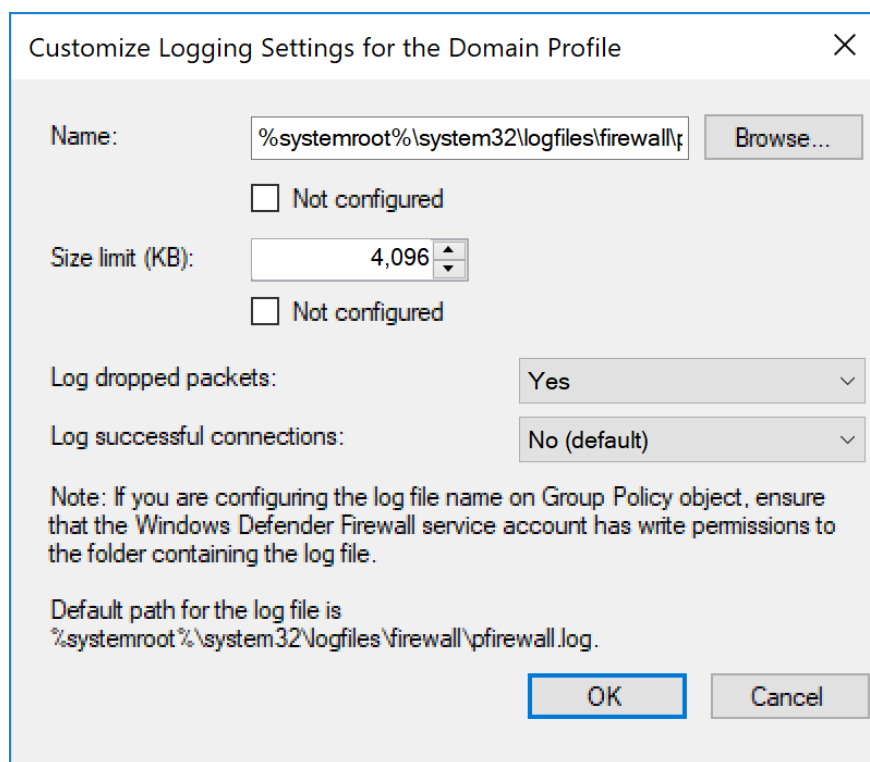 Customize Logging Settings for the Domain Profile
Name:
%systemroot%\system32\logfiles\firewall\p
Browse...
Not configured
Size limit (KB):
4,096
Not configured
Log dropped packets:
Yes
Log successful connections:
No (default)
Note: If you are configuring the log file name on Group Policy object, ensure
that the Windows Defender Firewall service account has write permissions to
the folder containing the log file.
Default path for the log file is
%systemroot%\system32\logfiles\firewall\pfirewall.log.
OK
Cancel